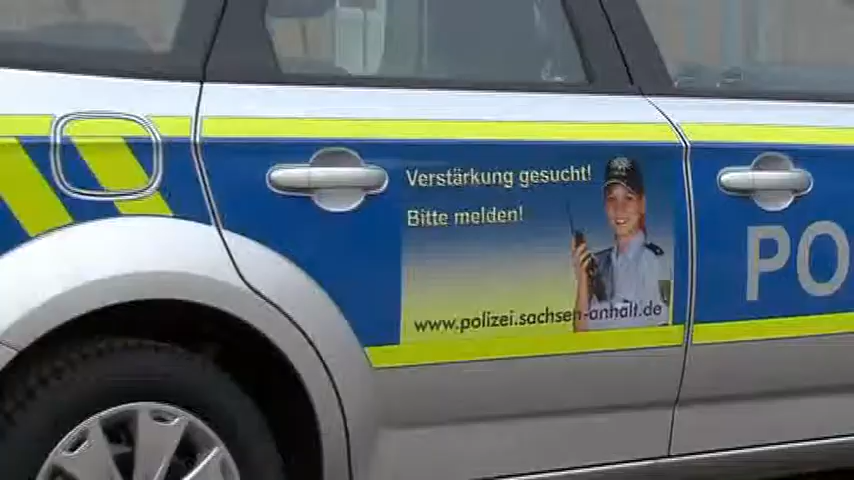 Verstärkung gesucht!
Bitte melden!
www.polizei.sachsen-anhalt.de
PO